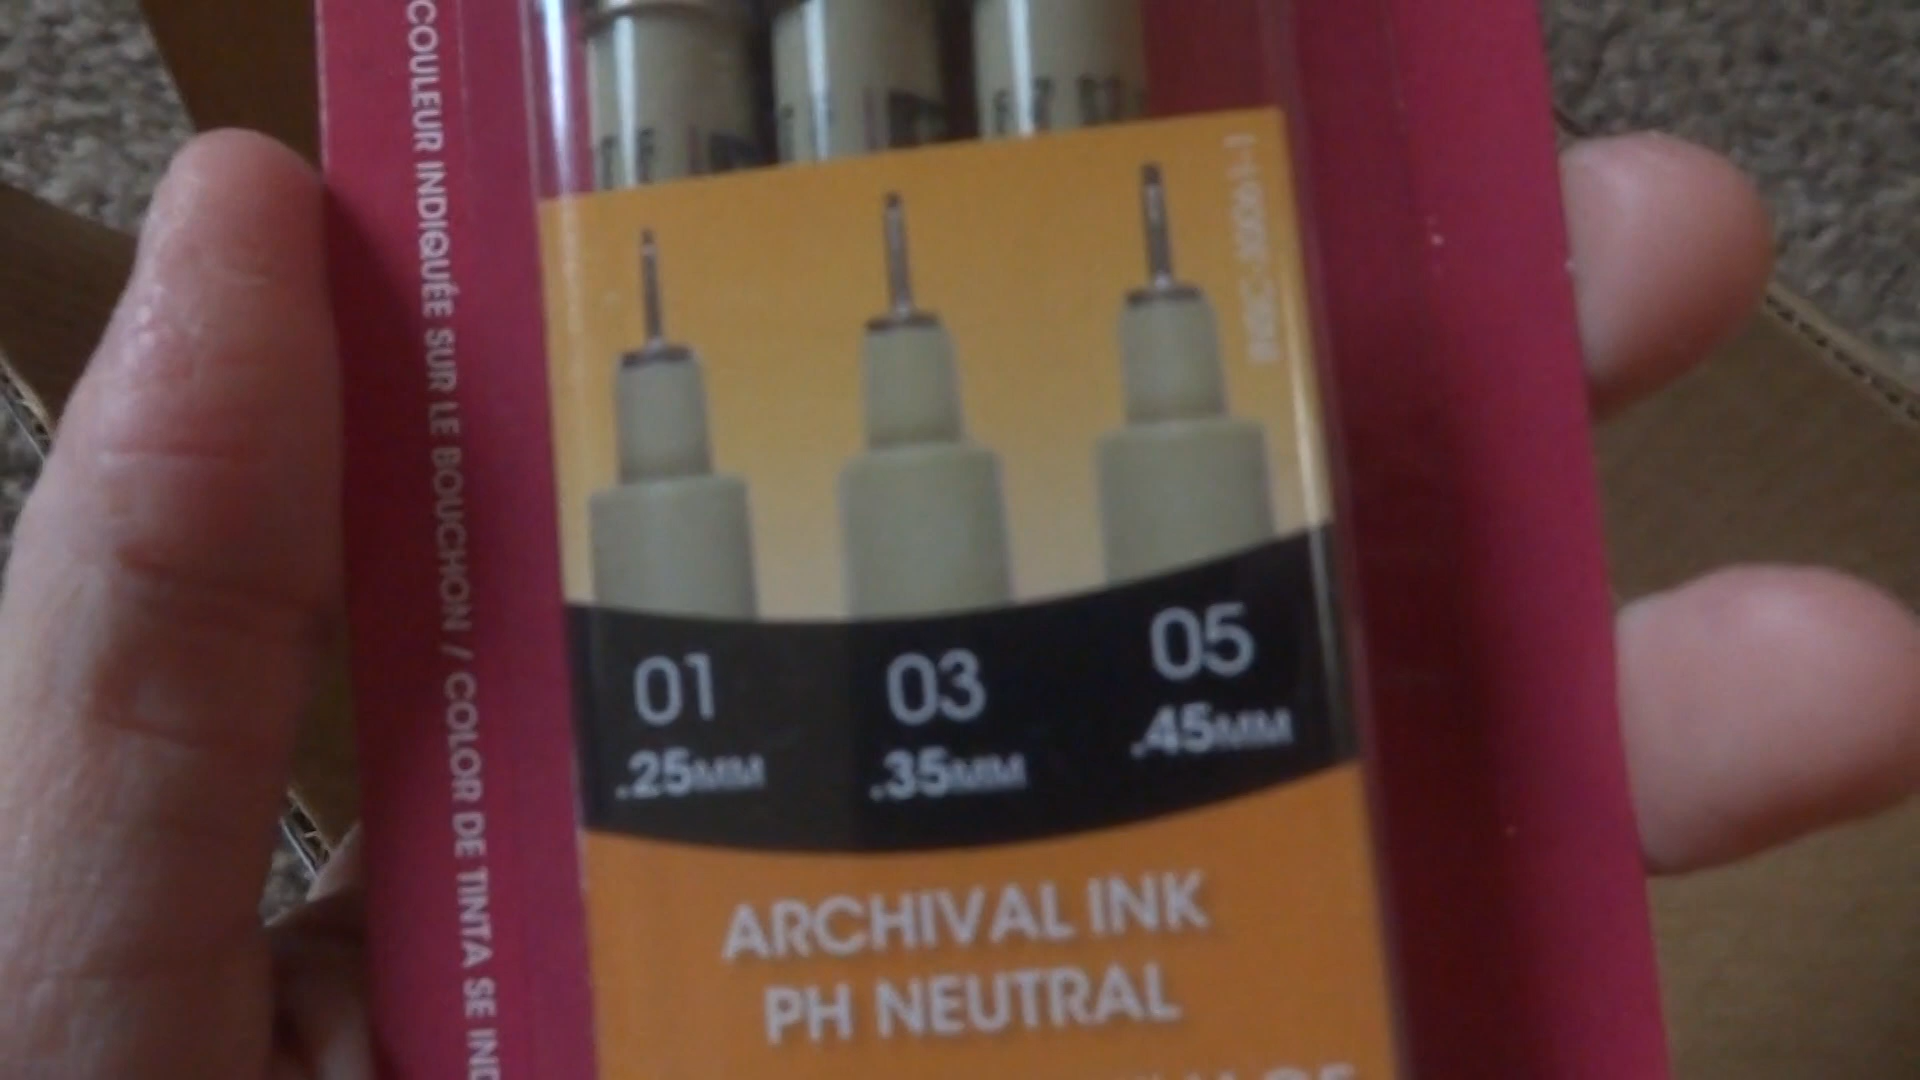 COULEUR INDIQUÉE SUR LE BOUCHON / COLOR DE TINTA SE IND
01
.25MM
03
.35MM
05
.45MM
ARCHIVAL INK
PH NEUTRAL